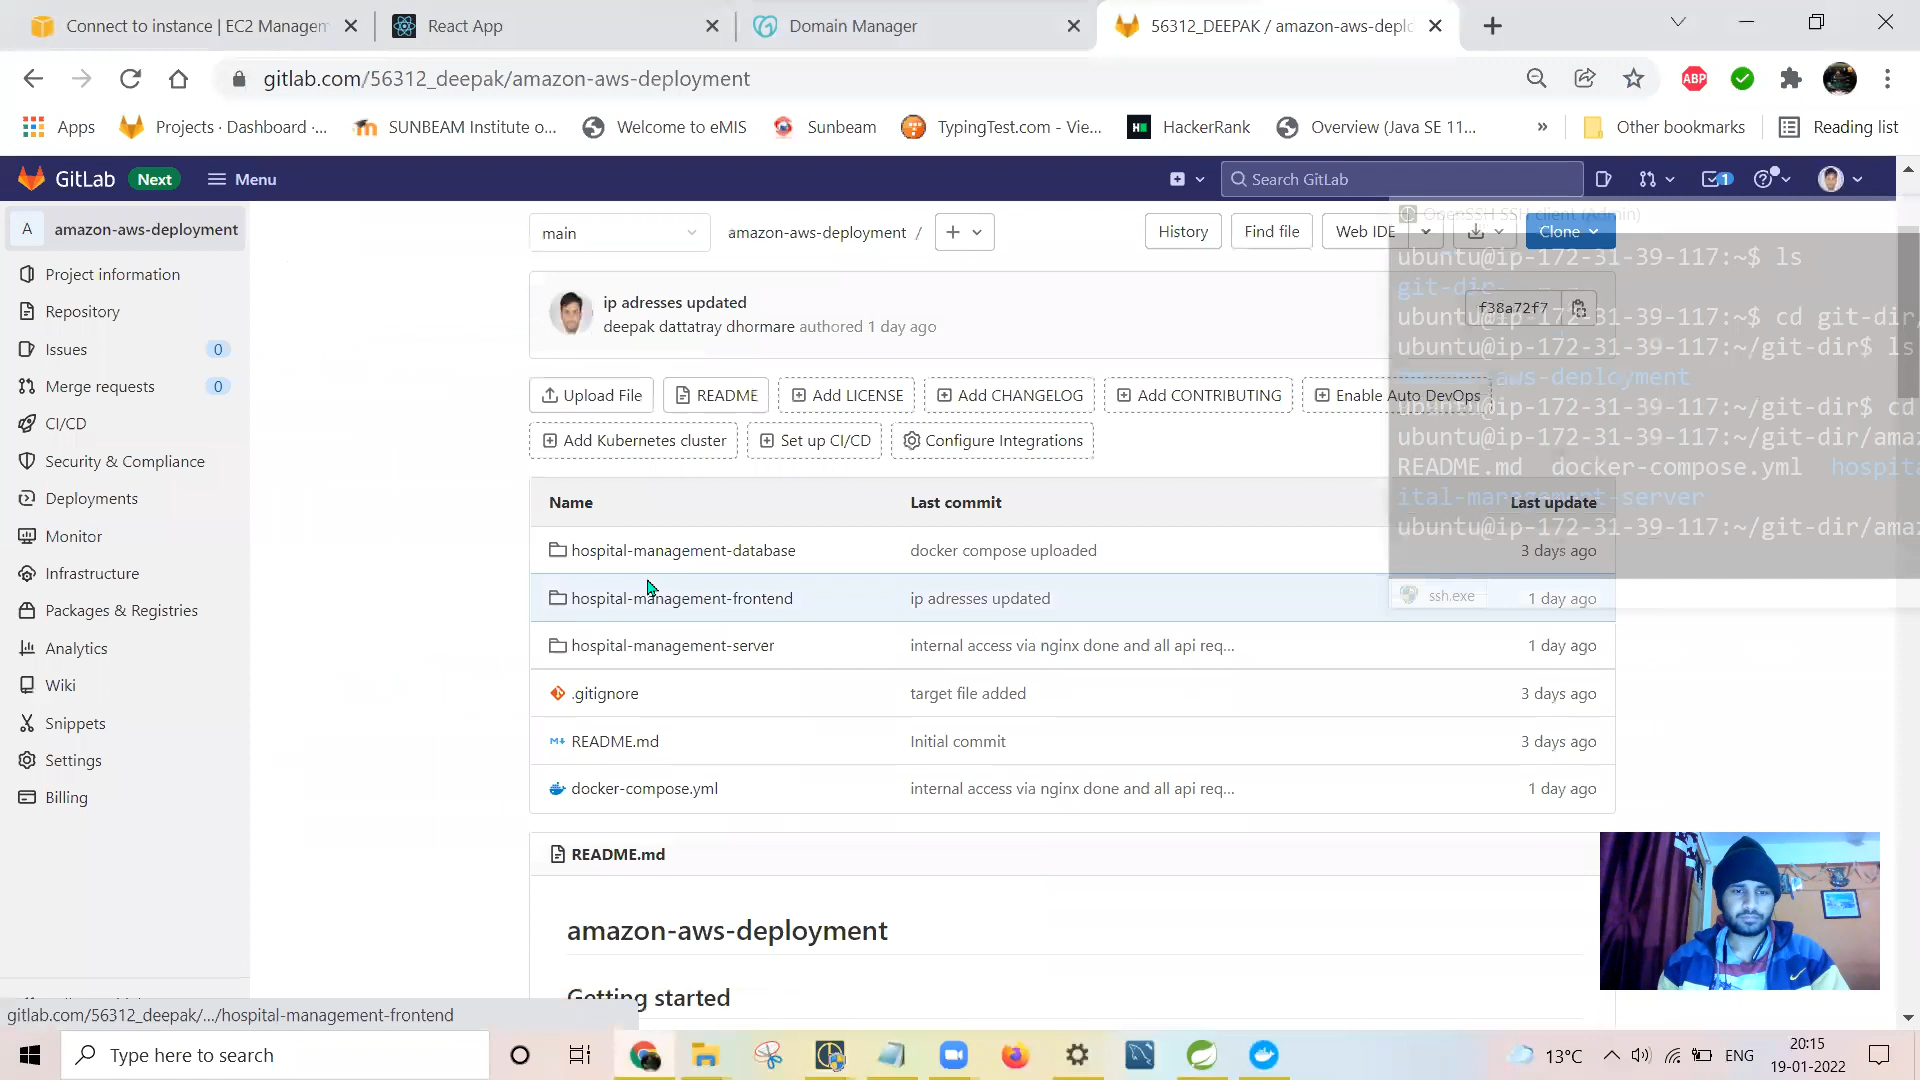 Connect to instance | EC2 Managem
React App
Domain Manager
56312_DEEPAK / amazon-aws-deplo
gitlab.com/56312_deepak/amazon-aws-deployment
ABP
Apps
Projects · Dashboard ·...
SUNBEAM Institute o...
Welcome to eMIS
Sunbeam
TypingTest.com - Vie...
HackerRank
Overview (Java SE 11...
»
Other bookmarks
Reading list
GitLab
Next
Menu
Search GitLab
1
A
amazon-aws-deployment
Project information
Repository
Issues
0
Merge requests
0
CI/CD
Security & Compliance
Deployments
Monitor
Infrastructure
Packages & Registries
Analytics
Wiki
Snippets
Settings
Billing
main
amazon-aws-deployment /
History
Find file
Web IDE
Clone
ip adresses updated
deepak dattatray dhormare authored 1 day ago
f38a72f7
Upload File
README
Add LICENSE
Add CHANGELOG
Add CONTRIBUTING
Enable Auto DevOps
Add Kubernetes cluster
Set up CI/CD
Configure Integrations
Name
Last commit
Last update
hospital-management-database
docker compose uploaded
3 days ago
hospital-management-frontend
ip adresses updated
1 day ago
hospital-management-server
internal access via nginx done and all api req...
1 day ago
.gitignore
target file added
3 days ago
README.md
Initial commit
3 days ago
docker-compose.yml
internal access via nginx done and all api req...
1 day ago
README.md
amazon-aws-deployment
Getting started
OpenSSH SSH client (Admin)
ubuntu@ip-172-31-39-117:~$ ls
git-dir
ubuntu@ip-172-31-39-117:~$ cd git-dir/
ubuntu@ip-172-31-39-117:~/git-dir$ ls
aws-deployment
ubuntu@ip-172-31-39-117:~/git-dir$ cd
ubuntu@ip-172-31-39-117:~/git-dir/ama
README.md docker-compose.yml hospit
ital-management-server
ubuntu@ip-172-31-39-117:~/git-dir/ama
ssh.exe
gitlab.com/56312_deepak/.../hospital-management-frontend
Type here to search
13°C
ENG
20:15
19-01-2022